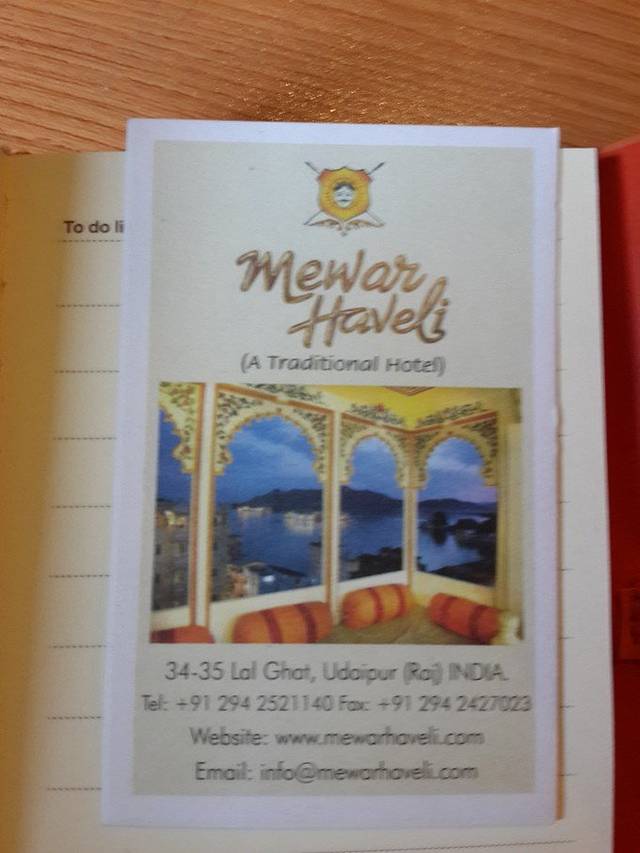 To do li
Mewar
Haveli
(A Traditional Hotel)
34-35 Lal Ghat, Udaipur (Raj) INDIA.
Tel: +91 294 2521140 Fax: +91 294 2427023
Website: www.mewarhaveli.com
Email: info@mewarhaveli.com